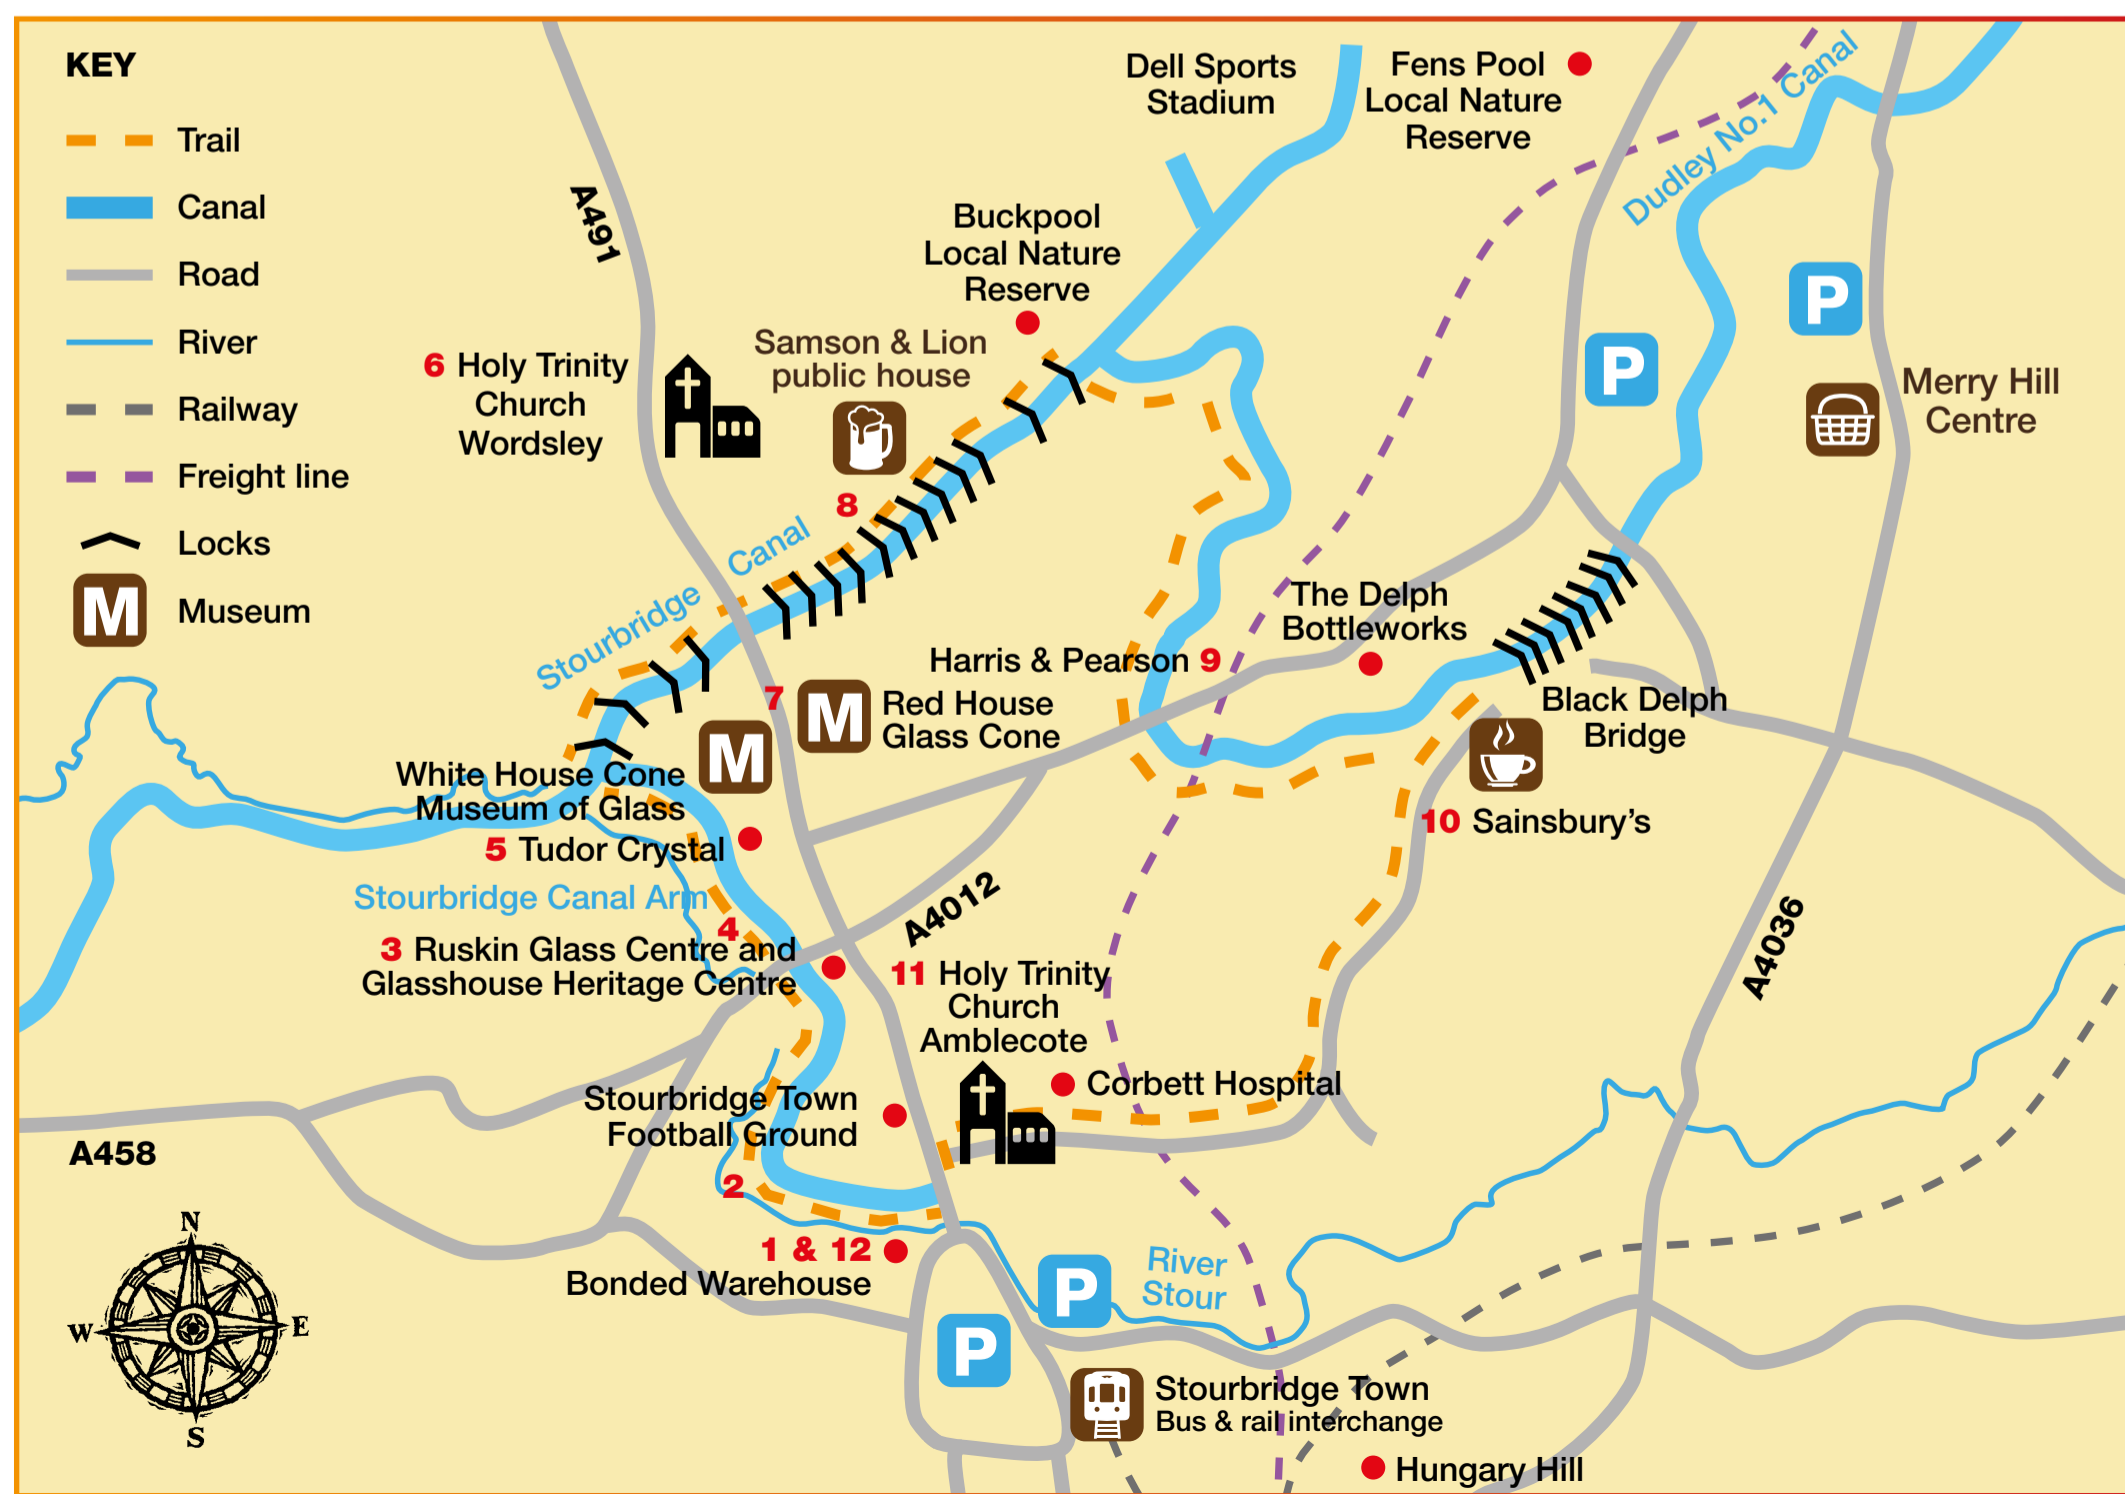 KEY
Trail
Canal
Road
River
Railway
Freight line
Locks
M
Museum
A491
Dell Sports
Stadium
Fens Pool
Local Nature
Reserve
Dudley No.1 Canal
Buckpool
Local Nature
Reserve
Samson & Lion
public house
6 Holy Trinity
Church
Wordsley
8
P
P
Merry Hill
Centre
Stourbridge Canal
The Delph
Bottleworks
Harris & Pearson 9
7
M
Red House
Glass Cone
M
White House Cone
Museum of Glass
Black Delph
Bridge
10 Sainsbury's
5 Tudor Crystal
Stourbridge Canal Arm
4
3 Ruskin Glass Centre and
Glasshouse Heritage Centre
A4012
A4036
11 Holy Trinity
Church
Amblecote
Corbett Hospital
Stourbridge Town
Football Ground
A458
2
1 & 12
Bonded Warehouse
River
Stour
P
P
Stourbridge Town
Bus & rail interchange
Hungary Hill
N
W
E
S